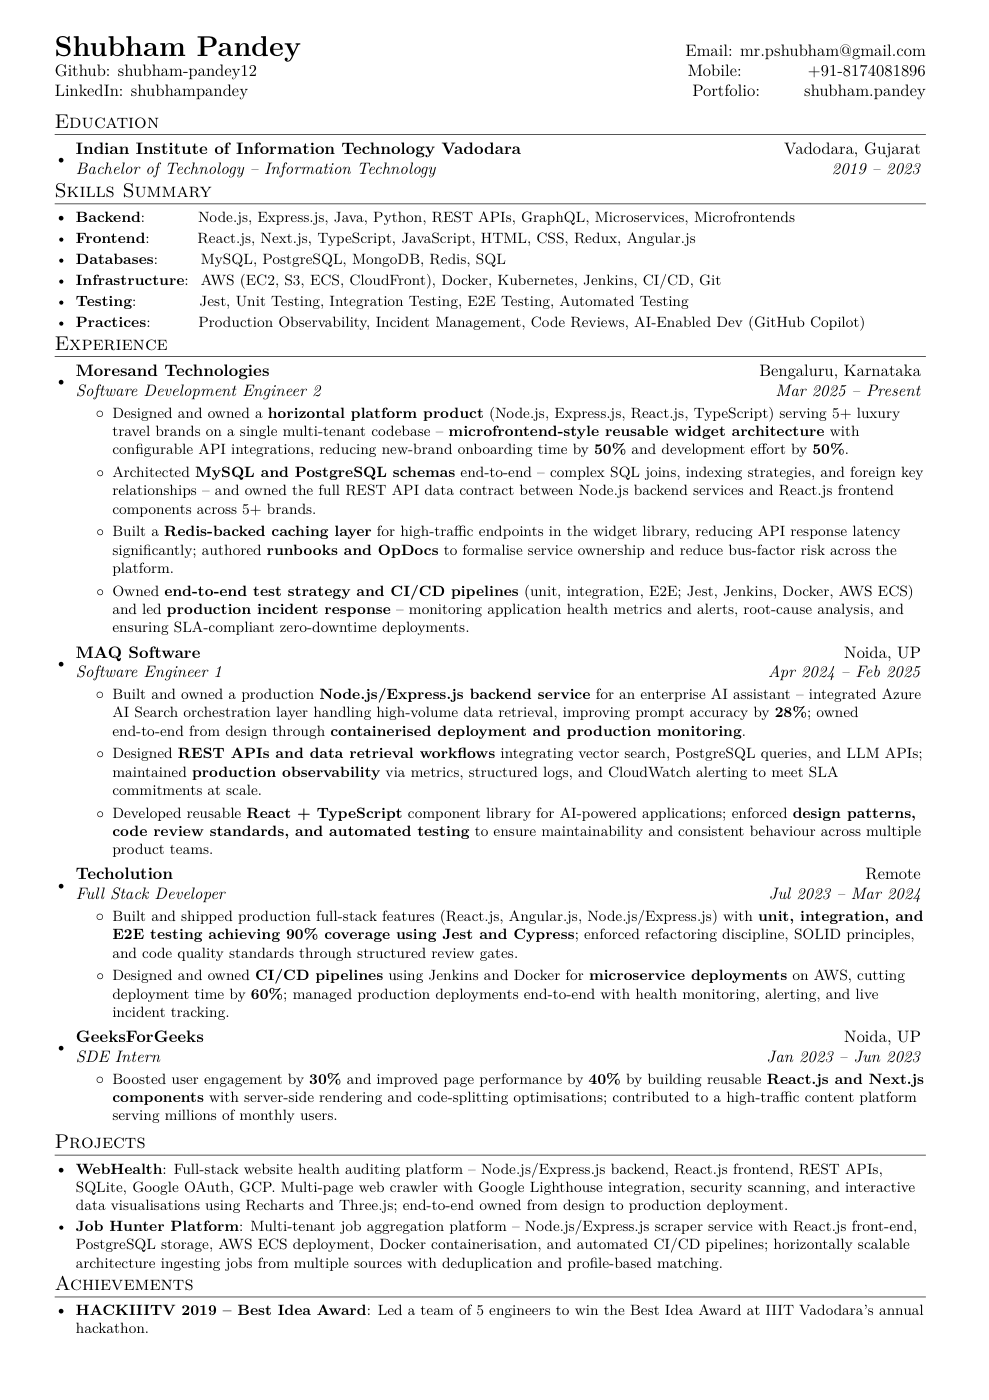 Shubham Pandey
Email: mr.pshubham@gmail.com
Github: shubham-pandey12
Mobile: +91-8174081896
LinkedIn: shubhampandey
Portfolio: shubham.pandey
Education
• Indian Institute of Information Technology Vadodara Vadodara, Gujarat
Bachelor of Technology – Information Technology 2019 – 2023
Skills Summary
• Backend: Node.js, Express.js, Java, Python, REST APIs, GraphQL, Microservices, Microfrontends
• Frontend: React.js, Next.js, TypeScript, JavaScript, HTML, CSS, Redux, Angular.js
• Databases: MySQL, PostgreSQL, MongoDB, Redis, SQL
• Infrastructure: AWS (EC2, S3, ECS, CloudFront), Docker, Kubernetes, Jenkins, CI/CD, Git
• Testing: Jest, Unit Testing, Integration Testing, E2E Testing, Automated Testing
• Practices: Production Observability, Incident Management, Code Reviews, AI-Enabled Dev (GitHub Copilot)
Experience
• Moresand Technologies Bengaluru, Karnataka
Software Development Engineer 2 Mar 2025 – Present
◦ Designed and owned a horizontal platform product (Node.js, Express.js, React.js, TypeScript) serving 5+ luxury
travel brands on a single multi-tenant codebase – microfrontend-style reusable widget architecture with
configurable API integrations, reducing new-brand onboarding time by 50% and development effort by 50%.
◦ Architected MySQL and PostgreSQL schemas end-to-end – complex SQL joins, indexing strategies, and foreign key
relationships – and owned the full REST API data contract between Node.js backend services and React.js frontend
components across 5+ brands.
◦ Built a Redis-backed caching layer for high-traffic endpoints in the widget library, reducing API response latency
significantly; authored runbooks and OpDocs to formalise service ownership and reduce bus-factor risk across the
platform.
◦ Owned end-to-end test strategy and CI/CD pipelines (unit, integration, E2E; Jest, Jenkins, Docker, AWS ECS)
and led production incident response – monitoring application health metrics and alerts, root-cause analysis, and
ensuring SLA-compliant zero-downtime deployments.
• MAQ Software Noida, UP
Software Engineer 1 Apr 2024 – Feb 2025
◦ Built and owned a production Node.js/Express.js backend service for an enterprise AI assistant – integrated Azure
AI Search orchestration layer handling high-volume data retrieval, improving prompt accuracy by 28%; owned
end-to-end from design through containerised deployment and production monitoring.
◦ Designed REST APIs and data retrieval workflows integrating vector search, PostgreSQL queries, and LLM APIs;
maintained production observability via metrics, structured logs, and CloudWatch alerting to meet SLA
commitments at scale.
◦ Developed reusable React + TypeScript component library for AI-powered applications; enforced design patterns,
code review standards, and automated testing to ensure maintainability and consistent behaviour across multiple
product teams.
• Techolution Remote
Full Stack Developer Jul 2023 – Mar 2024
◦ Built and shipped production full-stack features (React.js, Angular.js, Node.js/Express.js) with unit, integration, and
E2E testing achieving 90% coverage using Jest and Cypress; enforced refactoring discipline, SOLID principles,
and code quality standards through structured review gates.
◦ Designed and owned CI/CD pipelines using Jenkins and Docker for microservice deployments on AWS, cutting
deployment time by 60%; managed production deployments end-to-end with health monitoring, alerting, and live
incident tracking.
• GeeksForGeeks Noida, UP
SDE Intern Jan 2023 – Jun 2023
◦ Boosted user engagement by 30% and improved page performance by 40% by building reusable React.js and Next.js
components with server-side rendering and code-splitting optimisations; contributed to a high-traffic content platform
serving millions of monthly users.
Projects
• WebHealth: Full-stack website health auditing platform – Node.js/Express.js backend, React.js frontend, REST APIs,
SQLite, Google OAuth, GCP. Multi-page web crawler with Google Lighthouse integration, security scanning, and interactive
data visualisations using Recharts and Three.js; end-to-end owned from design to production deployment.
• Job Hunter Platform: Multi-tenant job aggregation platform – Node.js/Express.js scraper service with React.js front-end,
PostgreSQL storage, AWS ECS deployment, Docker containerisation, and automated CI/CD pipelines; horizontally scalable
architecture ingesting jobs from multiple sources with deduplication and profile-based matching.
Achievements
• HACKIIITV 2019 – Best Idea Award: Led a team of 5 engineers to win the Best Idea Award at IIIT Vadodara's annual
hackathon.